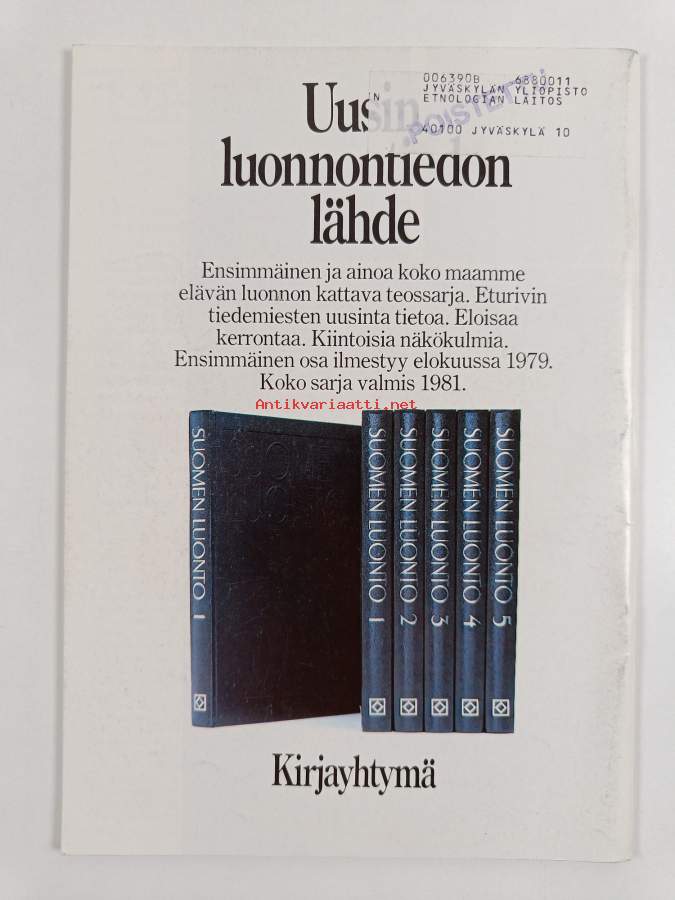 006390B 6880011
JYVÄSKYLÄN YLIOPISTO
ETNOLOGIAN LAITOS
40100 JYVÄSKYLÄ 10
POISTETTU
Uusin
luonnontiedon
lähde
Ensimmäinen ja ainoa koko maamme
elävän luonnon kattava teossarja. Eturivin
tiedemiesten uusinta tietoa. Eloisaa
kerrontaa. Kiintoisia näkökulmia.
Ensimmäinen osa ilmestyy elokuussa 1979.
Koko sarja valmis 1981.
Antikvariaatti.net
SUOMEN LUONTO 1
SUOMEN LUONTO
SUOMEN LUONTO 1
SUOMEN LUONTO 2
SUOMEN LUONTO 3
SUOMEN LUONTO 4
SUOMEN LUONTO 5
Kirjayhtymä